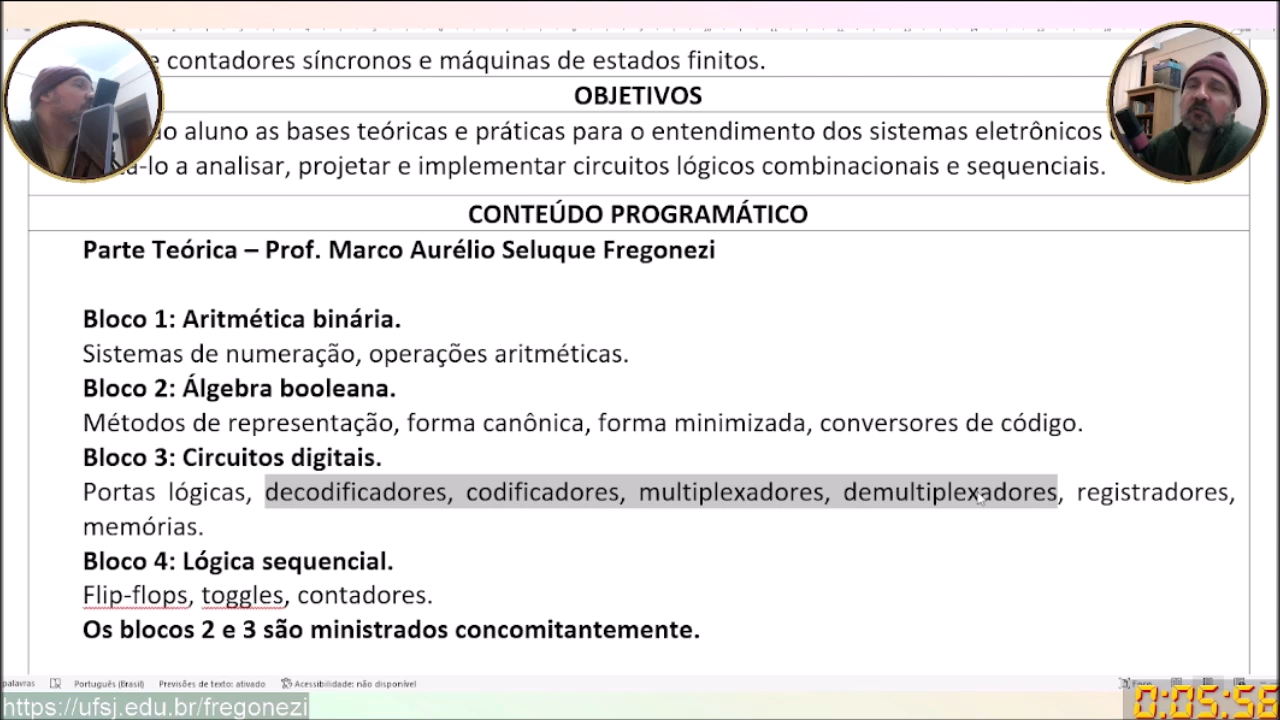 e contadores síncronos e máquinas de estados finitos.
OBJETIVOS
ao aluno as bases teóricas e práticas para o entendimento dos sistemas eletrônicos
-lo a analisar, projetar e implementar circuitos lógicos combinacionais e sequenciais.
CONTEÚDO PROGRAMÁTICO
Parte Teórica – Prof. Marco Aurélio Seluque Fregonezi
Bloco 1: Aritmética binária.
Sistemas de numeração, operações aritméticas.
Bloco 2: Álgebra booleana.
Métodos de representação, forma canônica, forma minimizada, conversores de código.
Bloco 3: Circuitos digitais.
Portas lógicas, decodificadores, codificadores, multiplexadores, demultiplexadores, registradores,
memórias.
Bloco 4: Lógica sequencial.
Flip-flops, toggles, contadores.
Os blocos 2 e 3 são ministrados concomitantemente.
palavras Português (Brasil) Previsões de texto: ativado Acessibilidade: não disponível
https://ufsj.edu.br/fregonezi
0:05:58